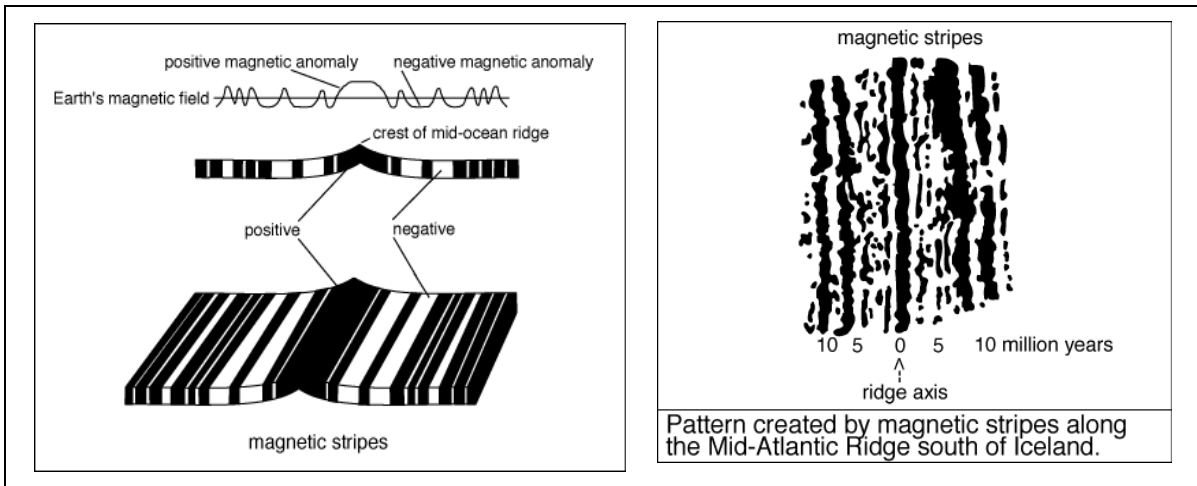 positive magnetic anomaly
negative magnetic anomaly
Earth's magnetic field
crest of mid-ocean ridge
positive
negative
magnetic stripes
magnetic stripes
10 5 0 5 10 million years
ridge axis
Pattern created by magnetic stripes along
the Mid-Atlantic Ridge south of Iceland.